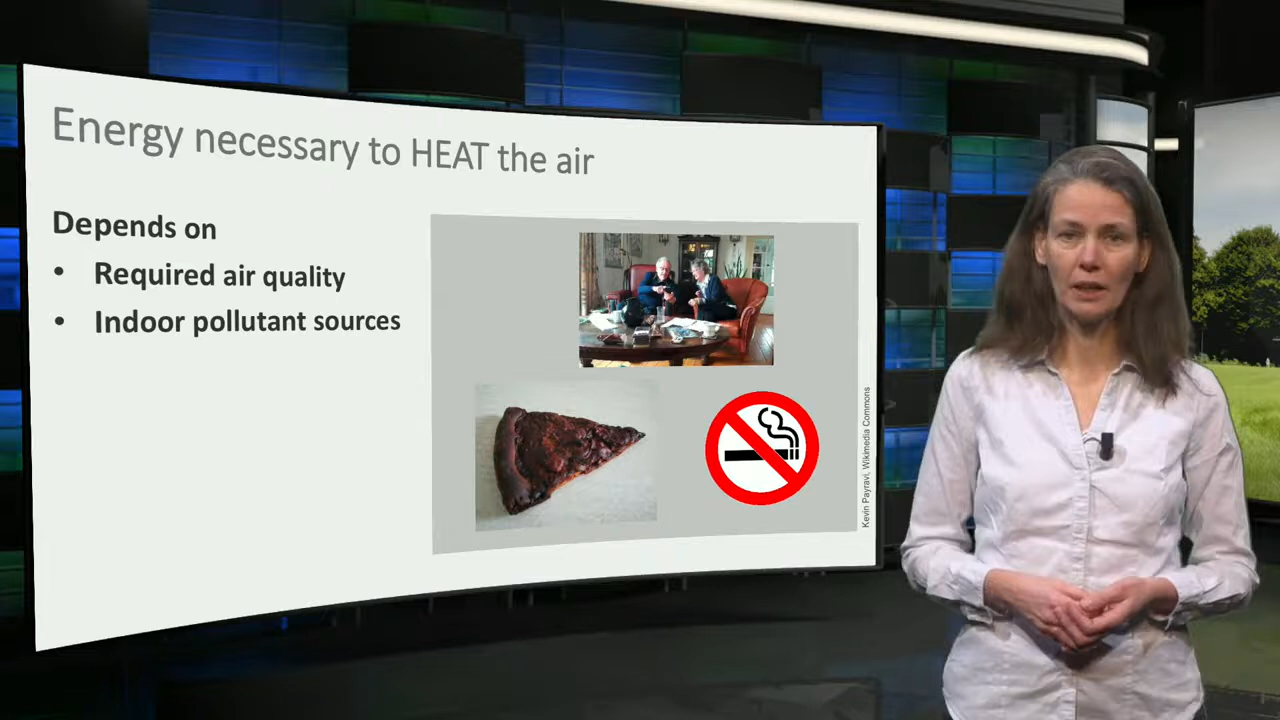 Energy necessary to HEAT the air
Depends on
• Required air quality
• Indoor pollutant sources
Kevin Payravi, Wikimedia Commons